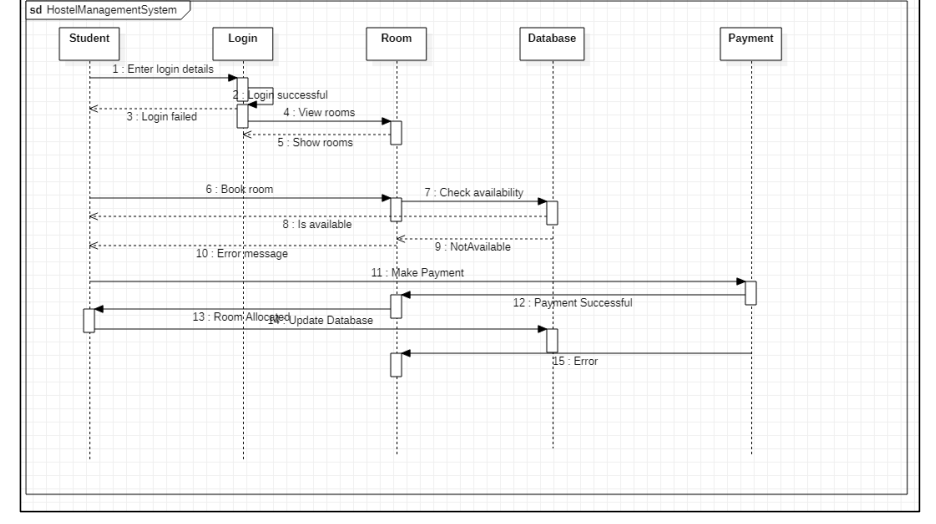 sd HostelManagementSystem
Student
Login
Room
Database
Payment
1 : Enter login details
2 : Login successful
3 : Login failed
4 : View rooms
5 : Show rooms
6 : Book room
7 : Check availability
8 : Is available
9 : NotAvailable
10 : Error message
11 : Make Payment
12 : Payment Successful
13 : Room Allocated
14 : Update Database
15 : Error